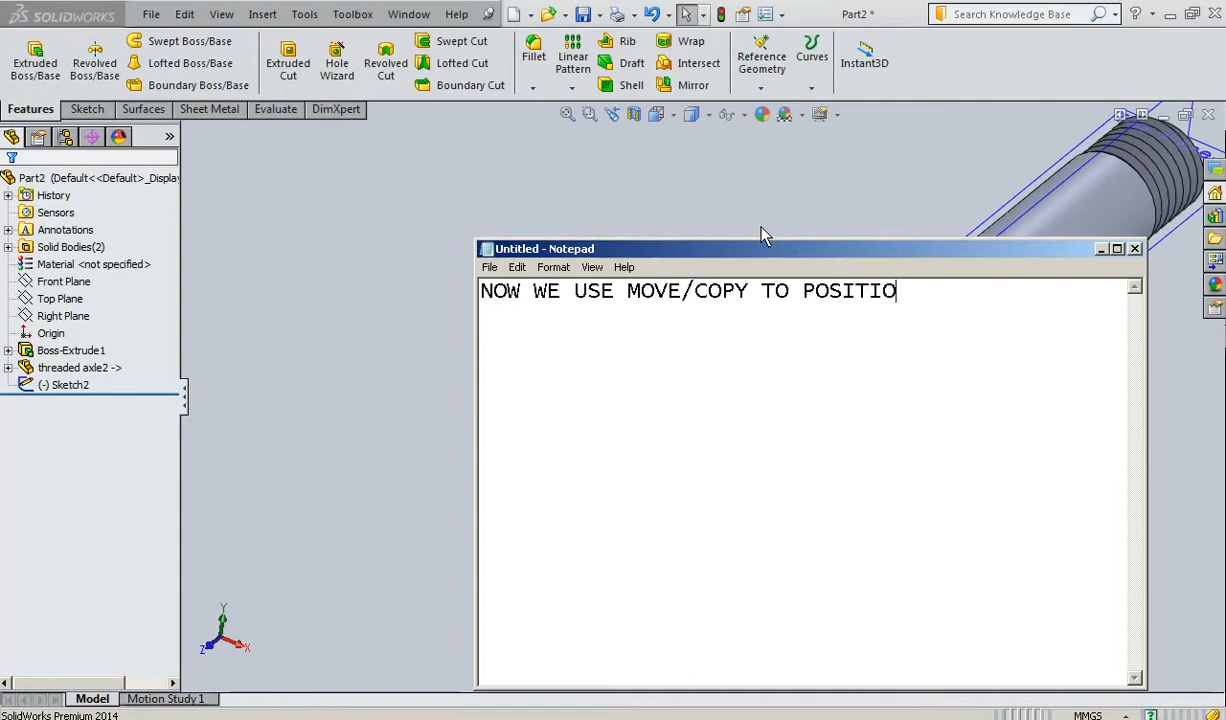 SOLIDWORKS File Edit View Insert Tools Toolbox Window Help Part2 * Search Knowledge Base ?
Extruded Boss/Base
Revolved Boss/Base
Swept Boss/Base
Lofted Boss/Base
Boundary Boss/Base
Extruded Cut
Hole Wizard
Revolved Cut
Swept Cut
Lofted Cut
Boundary Cut
Fillet
Linear Pattern
Rib
Draft
Shell
Wrap
Intersect
Mirror
Reference Geometry
Curves
Instant3D
Features Sketch Surfaces Sheet Metal Evaluate DimXpert
Part2 (Default<<Default>_Display
History
Sensors
Annotations
Solid Bodies(2)
Material <not specified>
Front Plane
Top Plane
Right Plane
Origin
Boss-Extrude1
threaded axle2 ->
(-) Sketch2
Untitled - Notepad
File Edit Format View Help
NOW WE USE MOVE/COPY TO POSITIO
Y
Z X
Model Motion Study 1
SolidWorks Premium 2014 MMGS ?